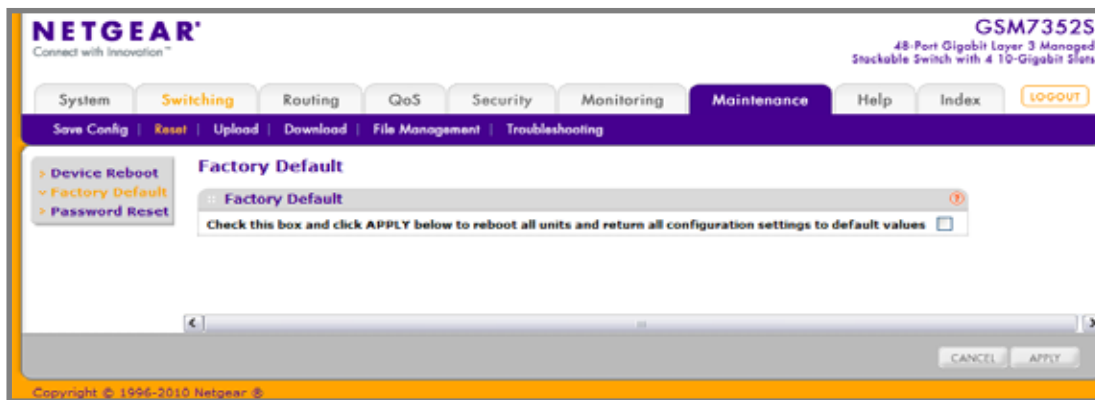 NETGEAR®
Connect with Innovation™
GSM7352S
48-Port Gigabit Layer 3 Managed
Stackable Switch with 4 10-Gigabit Slots
System Switching Routing QoS Security Monitoring Maintenance Help Index LOGOUT
Save Config | Reset | Upload | Download | File Management | Troubleshooting
Device Reboot
Factory Default
Password Reset
Factory Default
Factory Default
Check this box and click APPLY below to reboot all units and return all configuration settings to default values
CANCEL APPLY
Copyright © 1996-2010 Netgear ®